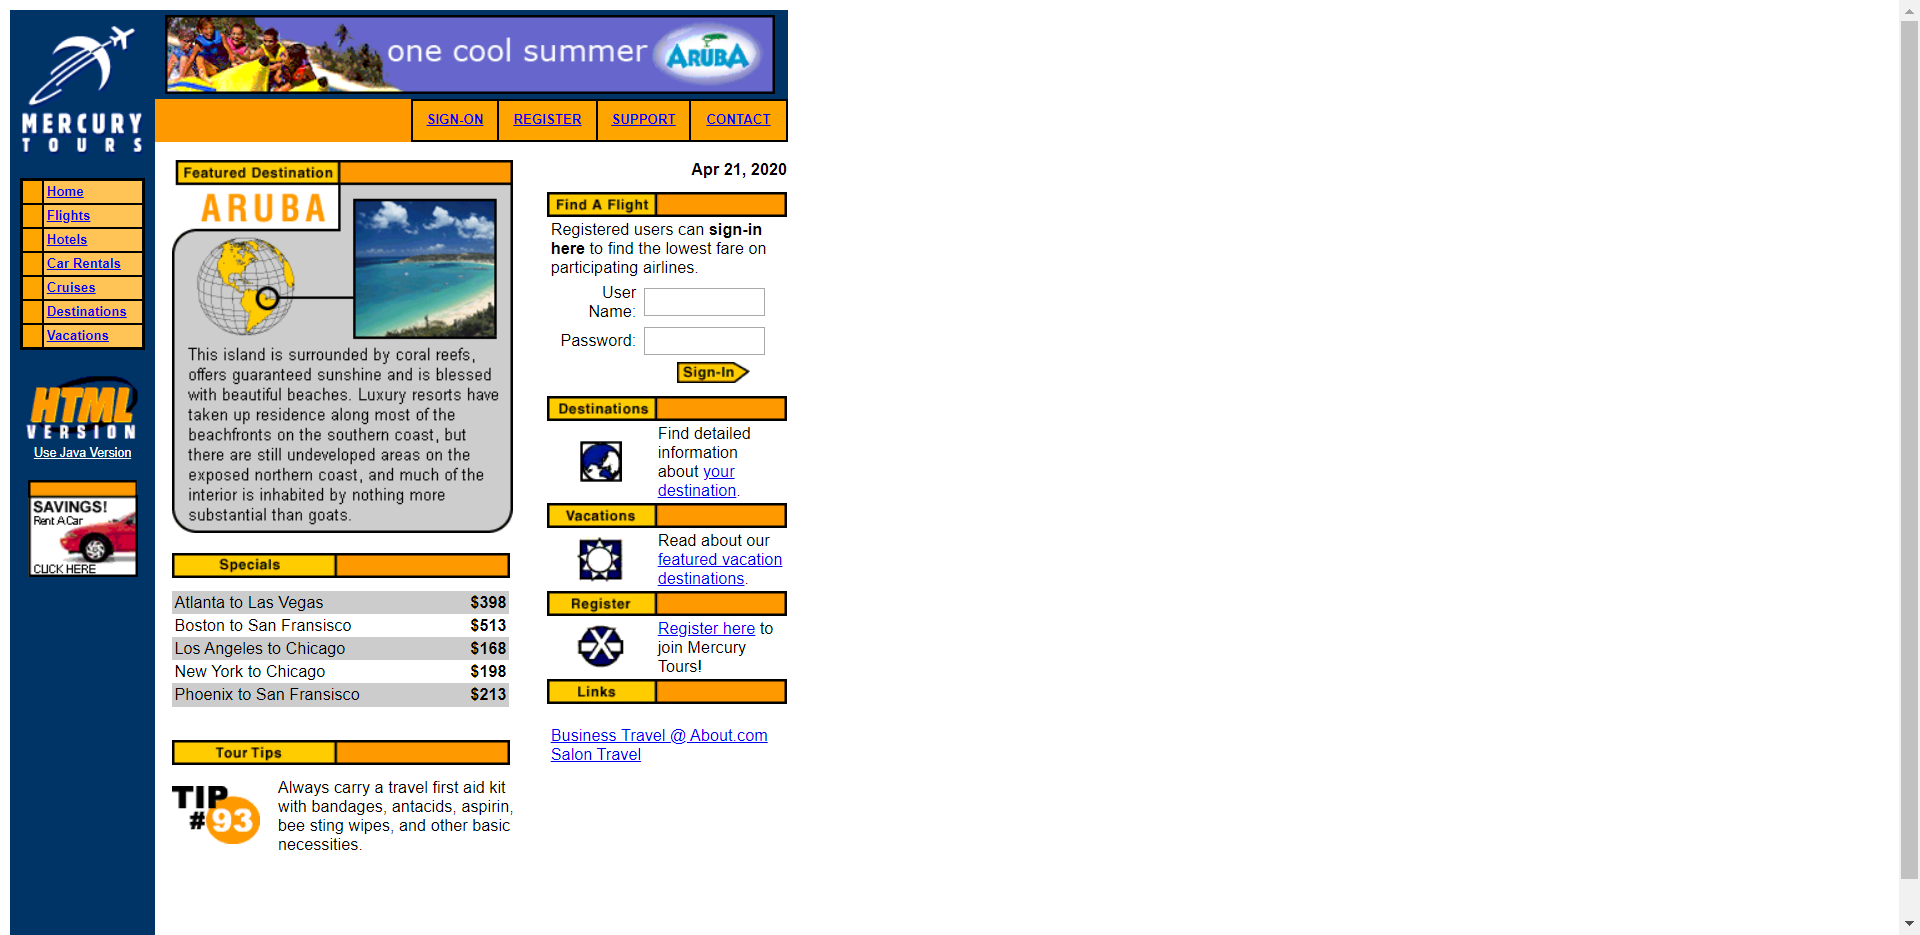 one cool summer ARUBA
MERCURY
TOURS
SIGN-ON REGISTER SUPPORT CONTACT
Home
Flights
Hotels
Car Rentals
Cruises
Destinations
Vacations
HTML
VERSION
Use Java Version
SAVINGS!
Rent A Car
CLICK HERE
Featured Destination
ARUBA
This island is surrounded by coral reefs,
offers guaranteed sunshine and is blessed
with beautiful beaches. Luxury resorts have
taken up residence along most of the
beachfronts on the southern coast, but
there are still undeveloped areas on the
exposed northern coast, and much of the
interior is inhabited by nothing more
substantial than goats.
Specials
Atlanta to Las Vegas $398
Boston to San Fransisco $513
Los Angeles to Chicago $168
New York to Chicago $198
Phoenix to San Fransisco $213
Tour Tips
TIP
#93
Always carry a travel first aid kit
with bandages, antacids, aspirin,
bee sting wipes, and other basic
necessities.
Apr 21, 2020
Find A Flight
Registered users can sign-in
here to find the lowest fare on
participating airlines.
User
Name:
Password:
Sign-In
Destinations
Find detailed
information
about your
destination.
Vacations
Read about our
featured vacation
destinations.
Register
Register here to
join Mercury
Tours!
Links
Business Travel @ About.com
Salon Travel